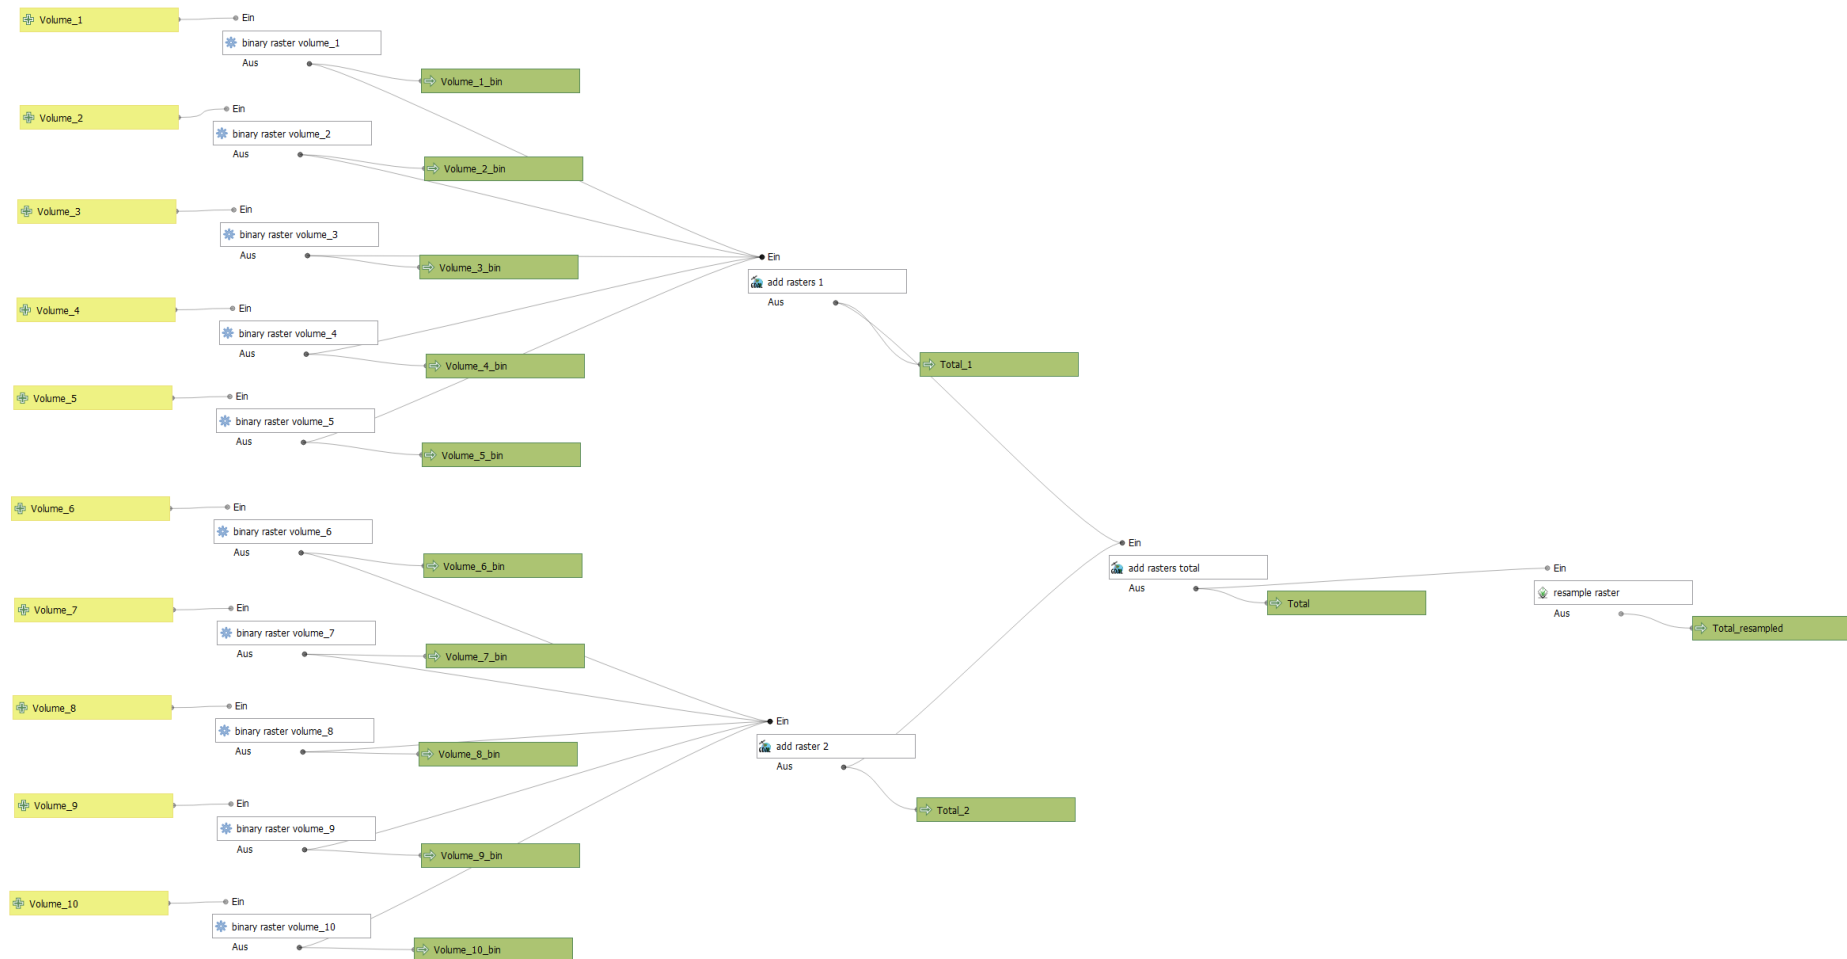 Volume_1
Ein
binary raster volume_1
Aus
Volume_1_bin
Volume_2
Ein
binary raster volume_2
Aus
Volume_2_bin
Volume_3
Ein
binary raster volume_3
Aus
Volume_3_bin
Volume_4
Ein
binary raster volume_4
Aus
Volume_4_bin
Volume_5
Ein
binary raster volume_5
Aus
Volume_5_bin
Volume_6
Ein
binary raster volume_6
Aus
Volume_6_bin
Volume_7
Ein
binary raster volume_7
Aus
Volume_7_bin
Volume_8
Ein
binary raster volume_8
Aus
Volume_8_bin
Volume_9
Ein
binary raster volume_9
Aus
Volume_9_bin
Volume_10
Ein
binary raster volume_10
Aus
Volume_10_bin
Ein
GDAL
add rasters 1
Aus
Total_1
Ein
GDAL
add raster 2
Aus
Total_2
Ein
GDAL
add rasters total
Aus
Total
Ein
resample raster
Aus
Total_resampled